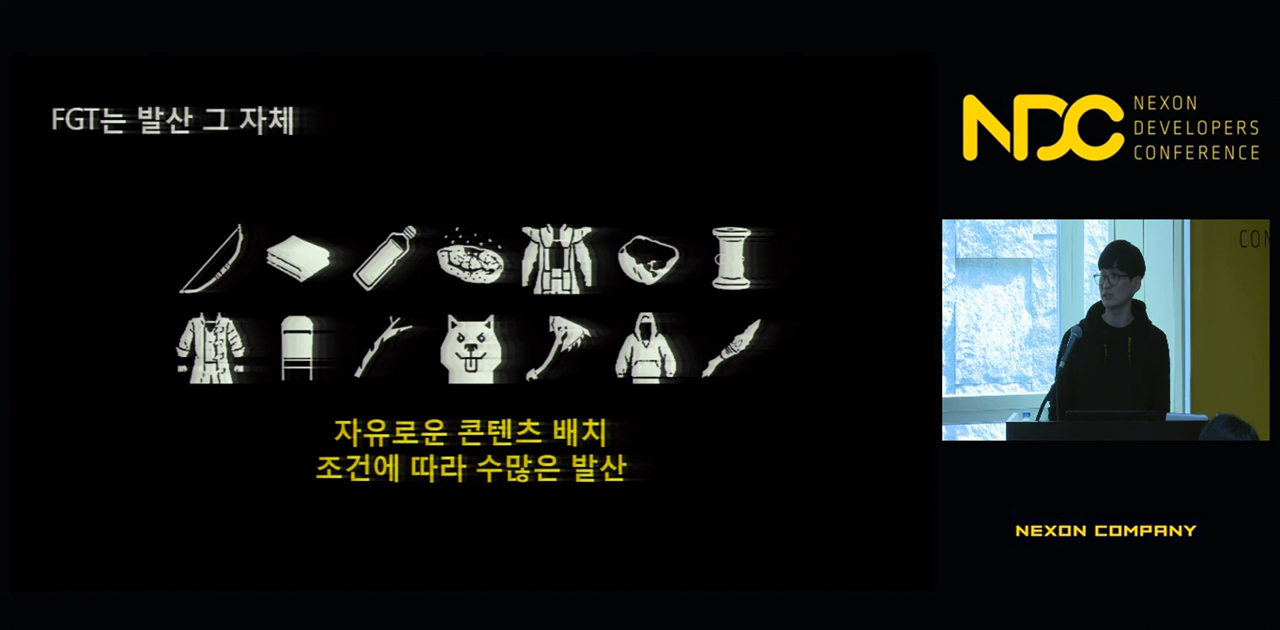 FGT는 발산 그 자체
자유로운 콘텐츠 배치
조건에 따라 수많은 발산
NDC
NEXON
DEVELOPERS
CONFERENCE
CON
NEXON COMPANY